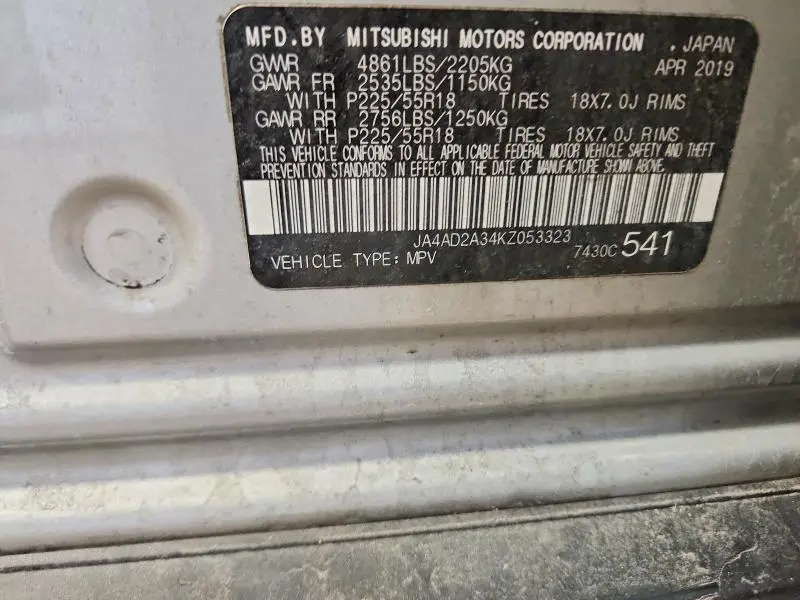 MFD.BY MITSUBISHI MOTORS CORPORATION . JAPAN
GVWR 4861LBS/2205KG APR 2019
GAWR FR 2535LBS/1150KG
WITH P225/55R18 TIRES 18X7.0J RIMS
GAWR RR 2756LBS/1250KG
WITH P225/55R18 TIRES 18X7.0J RIMS
THIS VEHICLE CONFORMS TO ALL APPLICABLE FEDERAL MOTOR VEHICLE SAFETY AND THEFT
PREVENTION STANDARDS IN EFFECT ON THE DATE OF MANUFACTURE SHOWN ABOVE.
JA4AD2A34KZ053323
VEHICLE TYPE: MPV 7430C 541